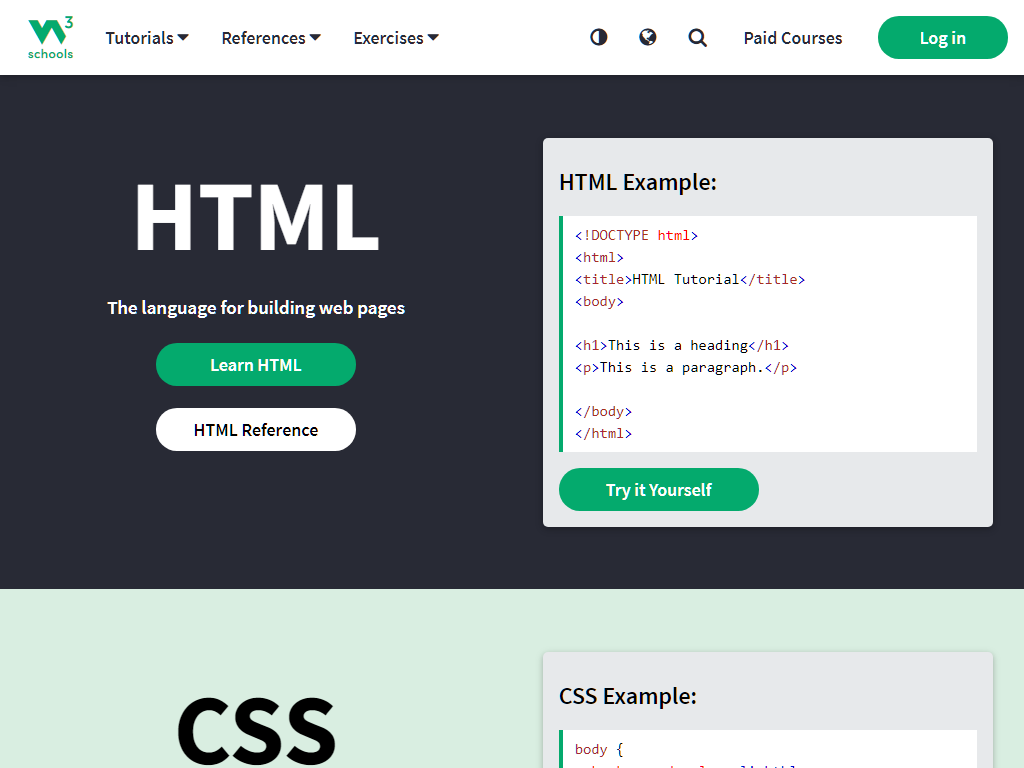 W3 schools
Tutorials References Exercises Paid Courses Log in
HTML
The language for building web pages
Learn HTML
HTML Reference
HTML Example:
<!DOCTYPE html>
<html>
<title>HTML Tutorial</title>
<body>
<h1>This is a heading</h1>
<p>This is a paragraph.</p>
</body>
</html>
Try it Yourself
CSS
CSS Example:
body {